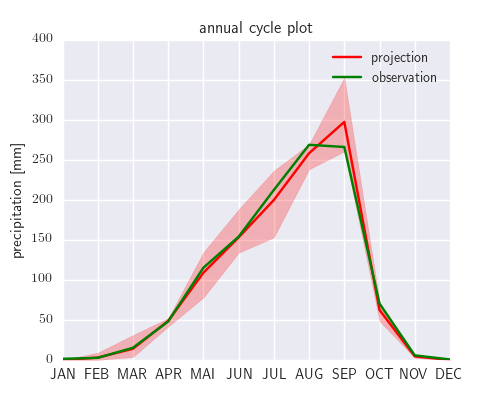 annual cycle plot
projection
observation
precipitation [mm]
400
350
300
250
200
150
100
50
0
JAN FEB MAR APR MAI JUN JUL AUG SEP OCT NOV DEC